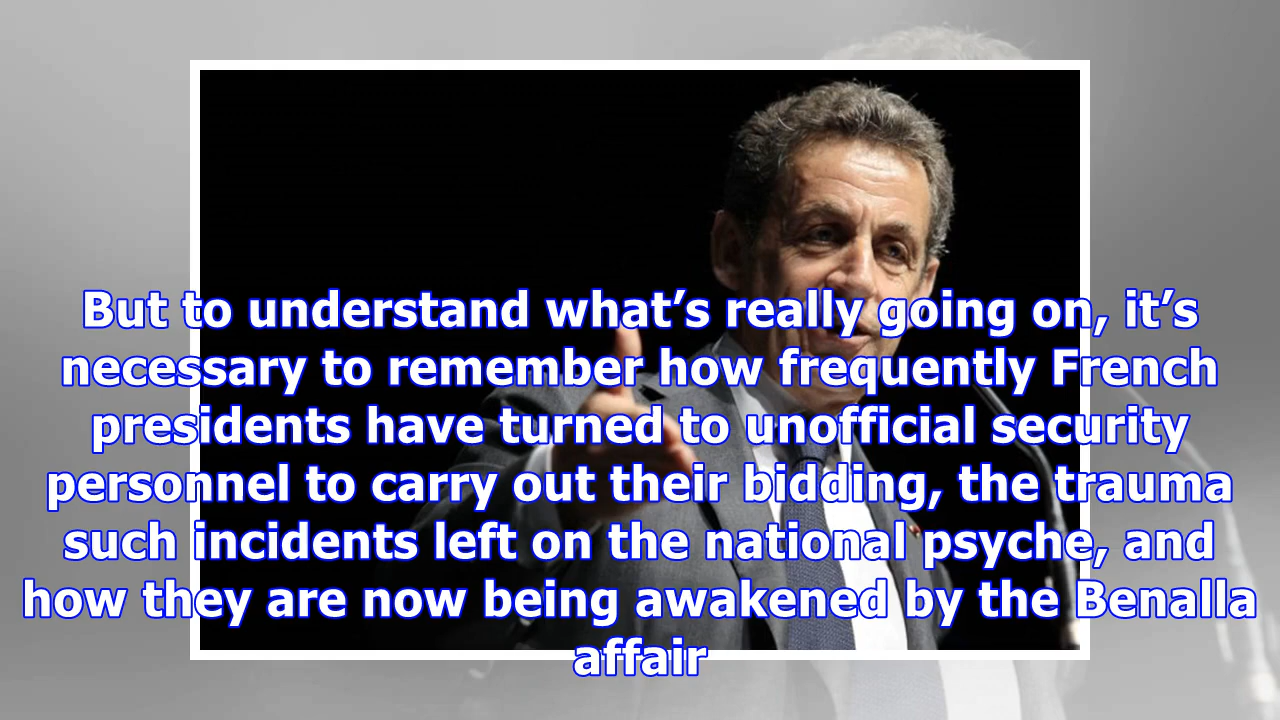 But to understand what’s really going on, it’s
necessary to remember how frequently French
presidents have turned to unofficial security
personnel to carry out their bidding, the trauma
such incidents left on the national psyche, and
how they are now being awakened by the Benalla
affair